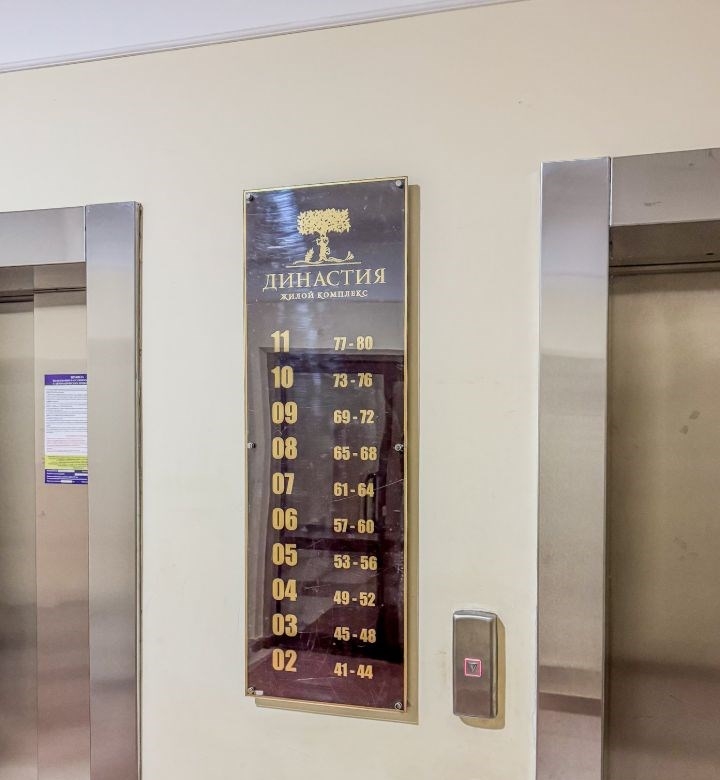 ДИНАСТИЯ
ЖИЛОЙ КОМПЛЕКС
11 77 - 80
10 73 - 76
09 69 - 72
08 65 - 68
07 61 - 64
06 57 - 60
05 53 - 56
04 49 - 52
03 45 - 48
02 41 - 44